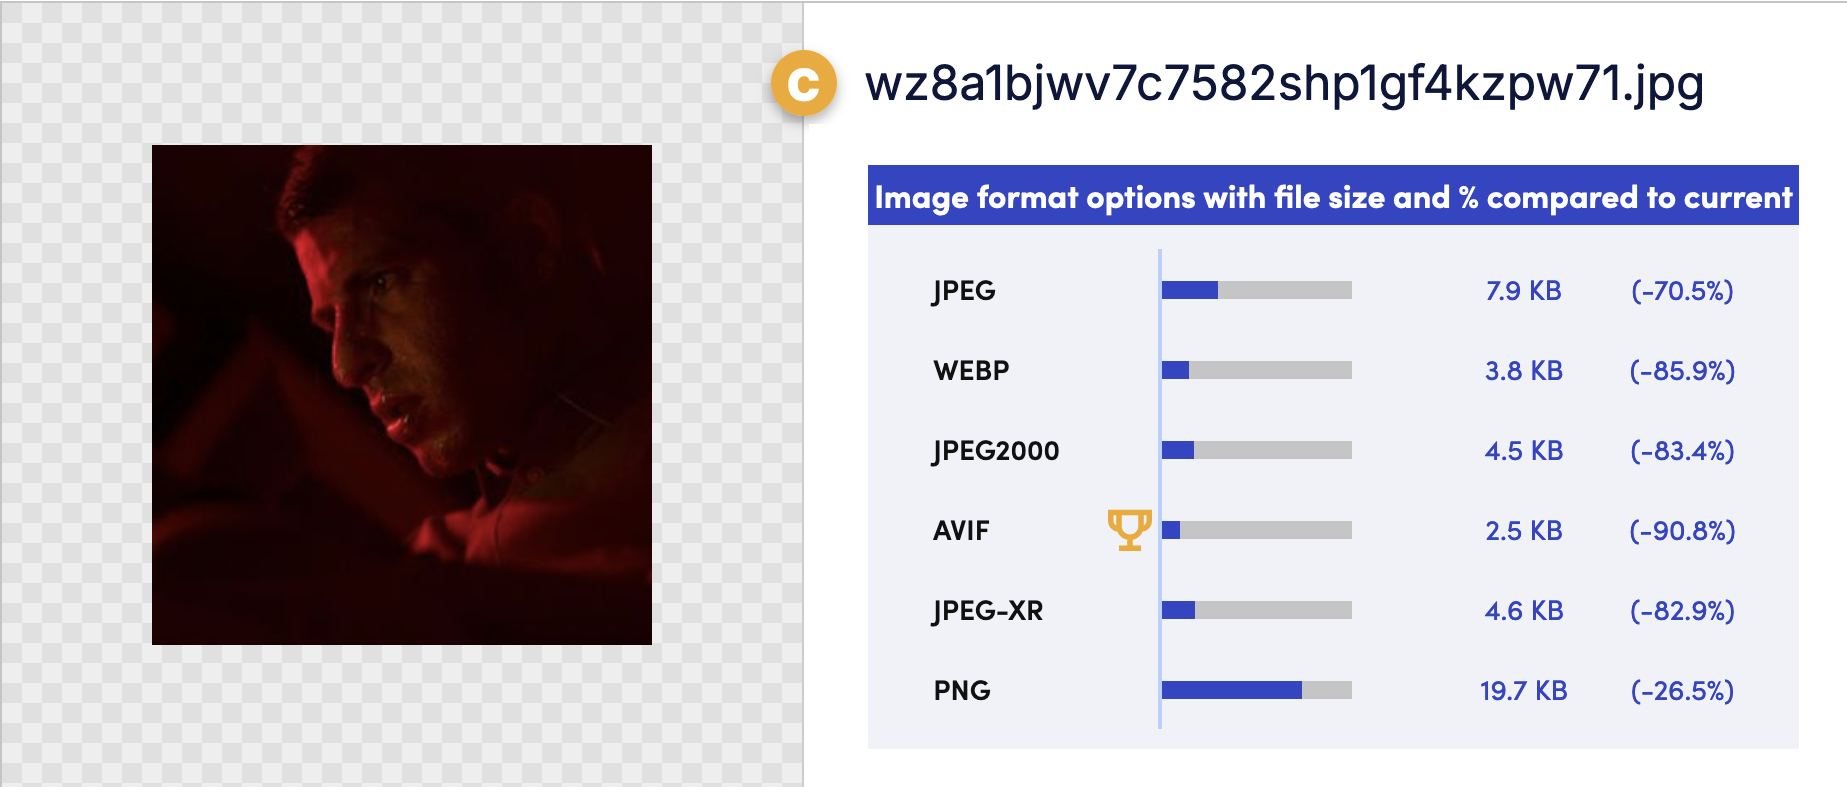 C
wz8a1bjwv7c7582shp1gf4kzpw71.jpg
Image format options with file size and % compared to current
JPEG 7.9 KB (-70.5%)
WEBP 3.8 KB (-85.9%)
JPEG2000 4.5 KB (-83.4%)
AVIF 2.5 KB (-90.8%)
JPEG-XR 4.6 KB (-82.9%)
PNG 19.7 KB (-26.5%)